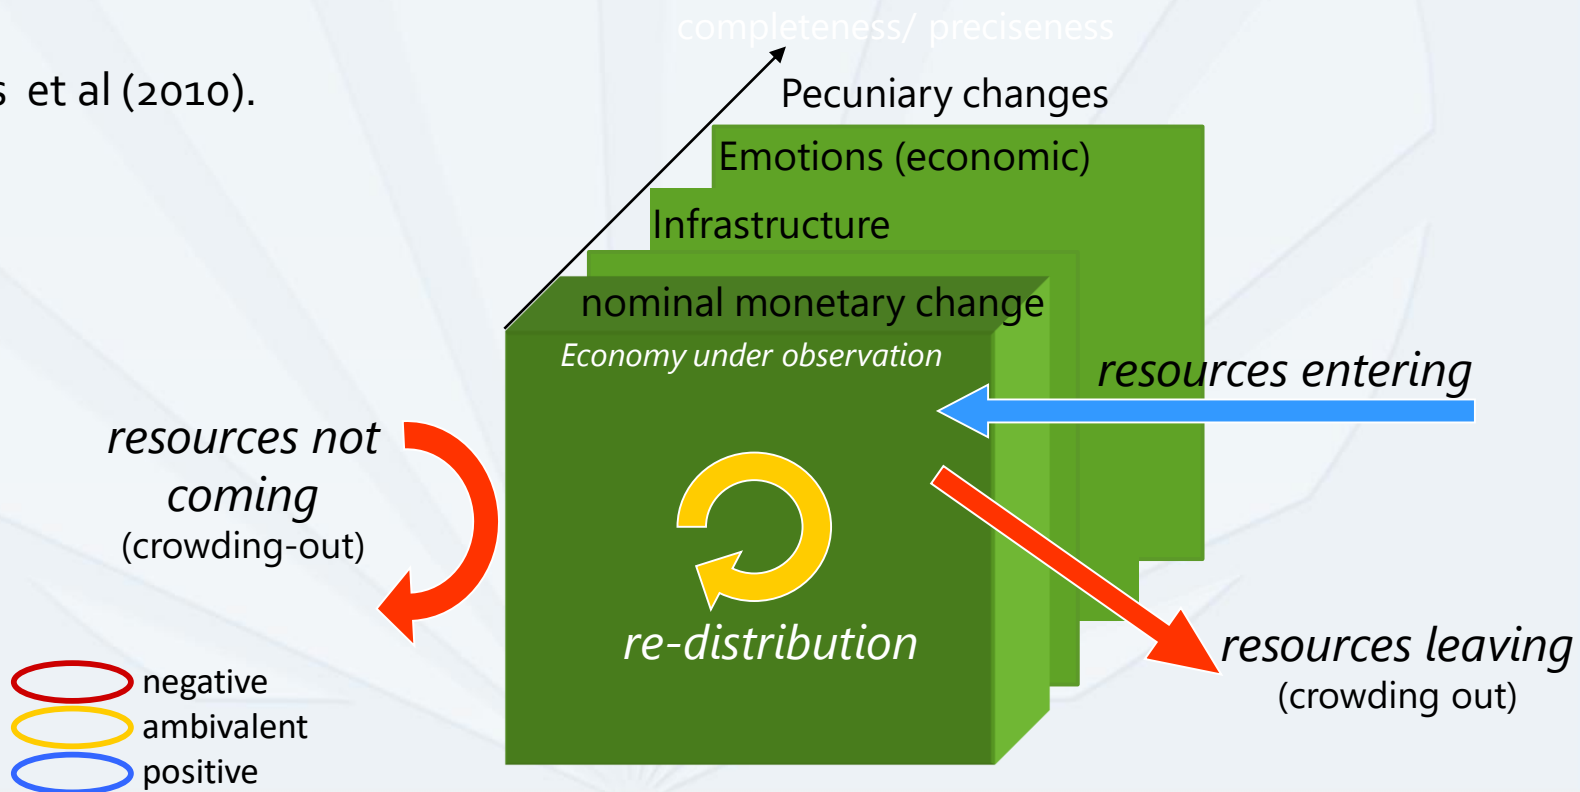 completeness/ preciseness
s et al (2010).
Pecuniary changes
Emotions (economic)
Infrastructure
nominal monetary change
Economy under observation
resources entering
resources not
coming
(crowding-out)
re-distribution
resources leaving
(crowding out)
negative
ambivalent
positive